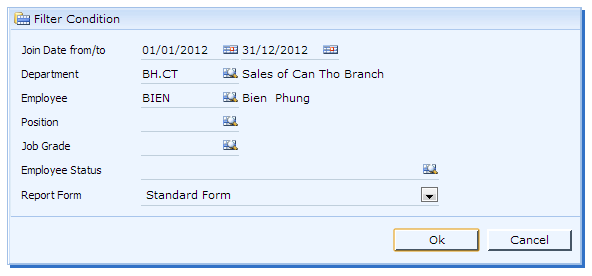 Filter Condition
Join Date from/to 01/01/2012 31/12/2012
Department BH.CT Sales of Can Tho Branch
Employee BIEN Bien Phung
Position
Job Grade
Employee Status
Report Form Standard Form
Ok Cancel